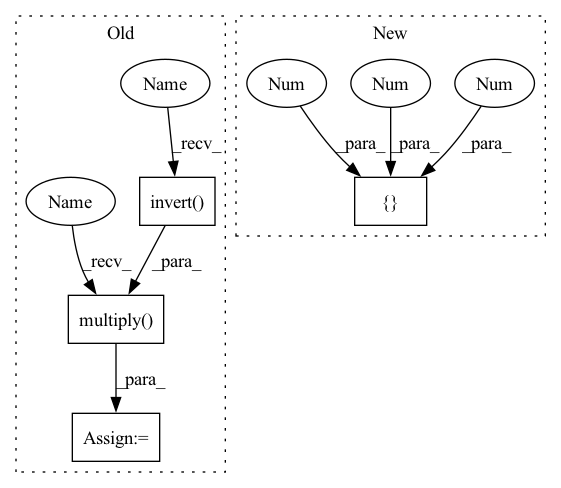 Old
New
Name
Num
Num
Num
_recv_
_para_
_para_
_para_
Name
invert()
{}
_recv_
_para_
multiply()
_para_
Assign:=